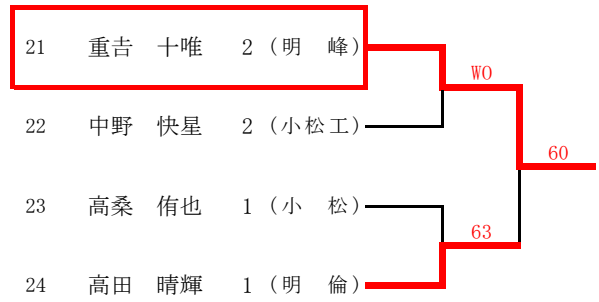 21 重吉 十唯 2 (明 峰)
WO
22 中野 快星 2 (小松工)
60
23 高桑 侑也 1 (小 松)
63
24 高田 晴輝 1 (明 倫)